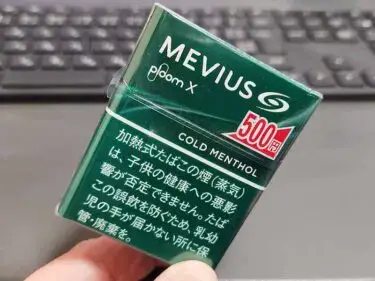 MEVIUS
ploom X
500円
COLD MENTHOL
加熱式たばこの煙(蒸気)
は、子供の健康への悪影
響が否定できません。たば
この誤飲を防ぐため、乳幼
児の手が届かない所に保
管・廃棄を。